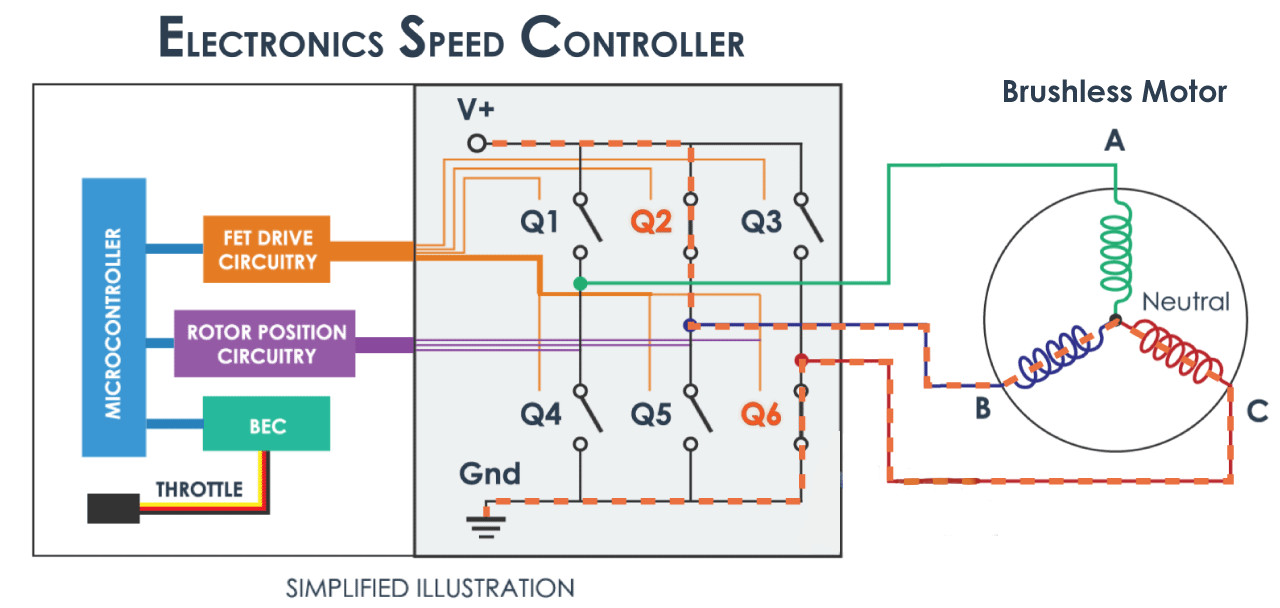 ELECTRONICS SPEED CONTROLLER
Brushless Motor
V+
A
Q1
Q2
Q3
FET DRIVE
CIRCUITRY
MICROCONTROLLER
Neutral
ROTOR POSITION
CIRCUITRY
Q4
Q5
Q6
B
C
BEC
Gnd
THROTTLE
SIMPLIFIED ILLUSTRATION